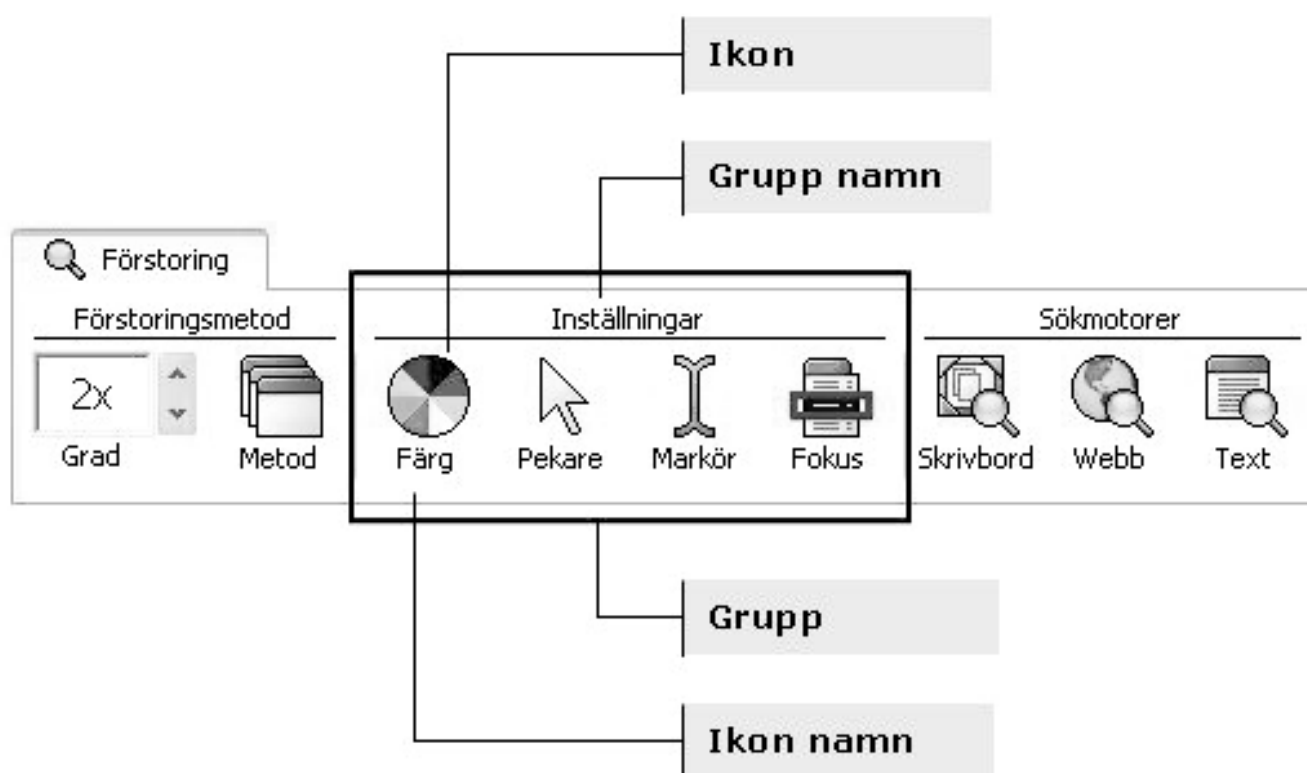 Ikon
Grupp namn
Förstoring
Förstoringsmetod Inställningar Sökmotorer
2x
Grad Metod Färg Pekare Markör Fokus Skrivbord Webb Text
Grupp
Ikon namn